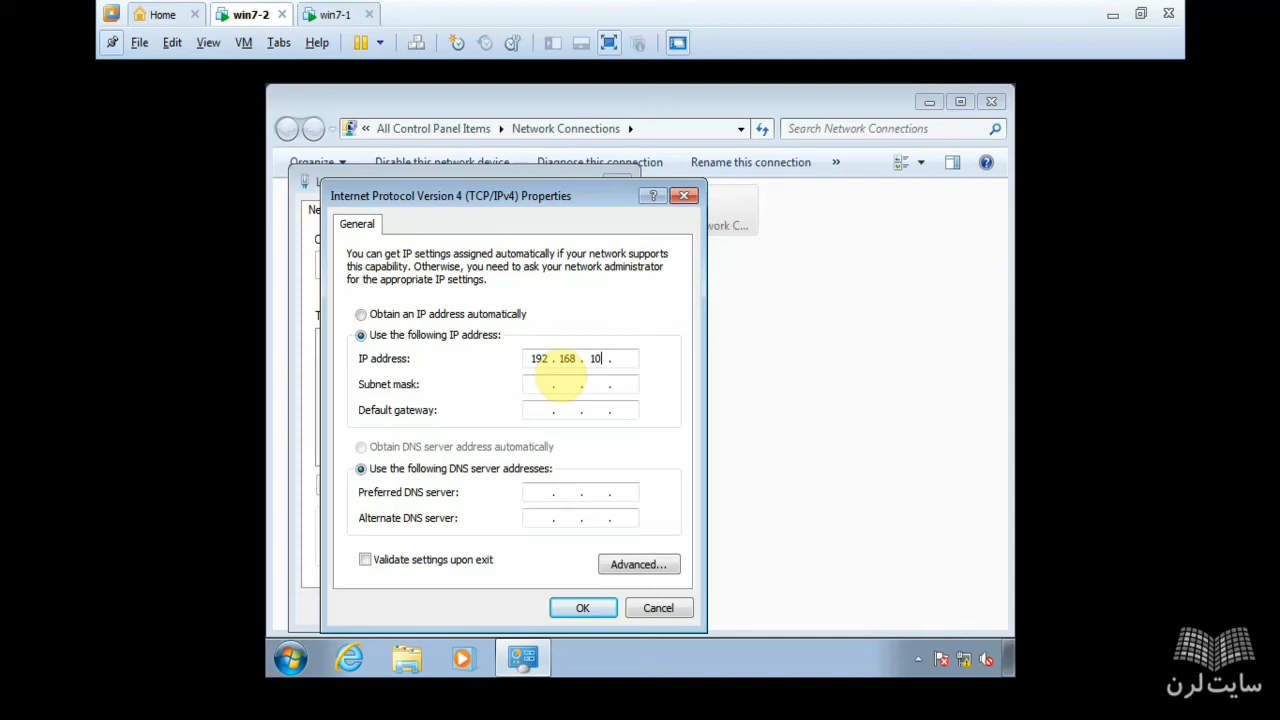 Home
win7-2
win7-1
File Edit View VM Tabs Help
« All Control Panel Items Network Connections
Search Network Connections
Organize Disable this network device Diagnose this connection Rename this connection »
Internet Protocol Version 4 (TCP/IPv4) Properties
work C...
General
You can get IP settings assigned automatically if your network supports
this capability. Otherwise, you need to ask your network administrator
for the appropriate IP settings.
Obtain an IP address automatically
Use the following IP address:
IP address: 192 . 168 . 10 .
Subnet mask: . . .
Default gateway: . . .
Obtain DNS server address automatically
Use the following DNS server addresses:
Preferred DNS server: . . .
Alternate DNS server: . . .
Validate settings upon exit
Advanced...
OK Cancel
سایت لرن